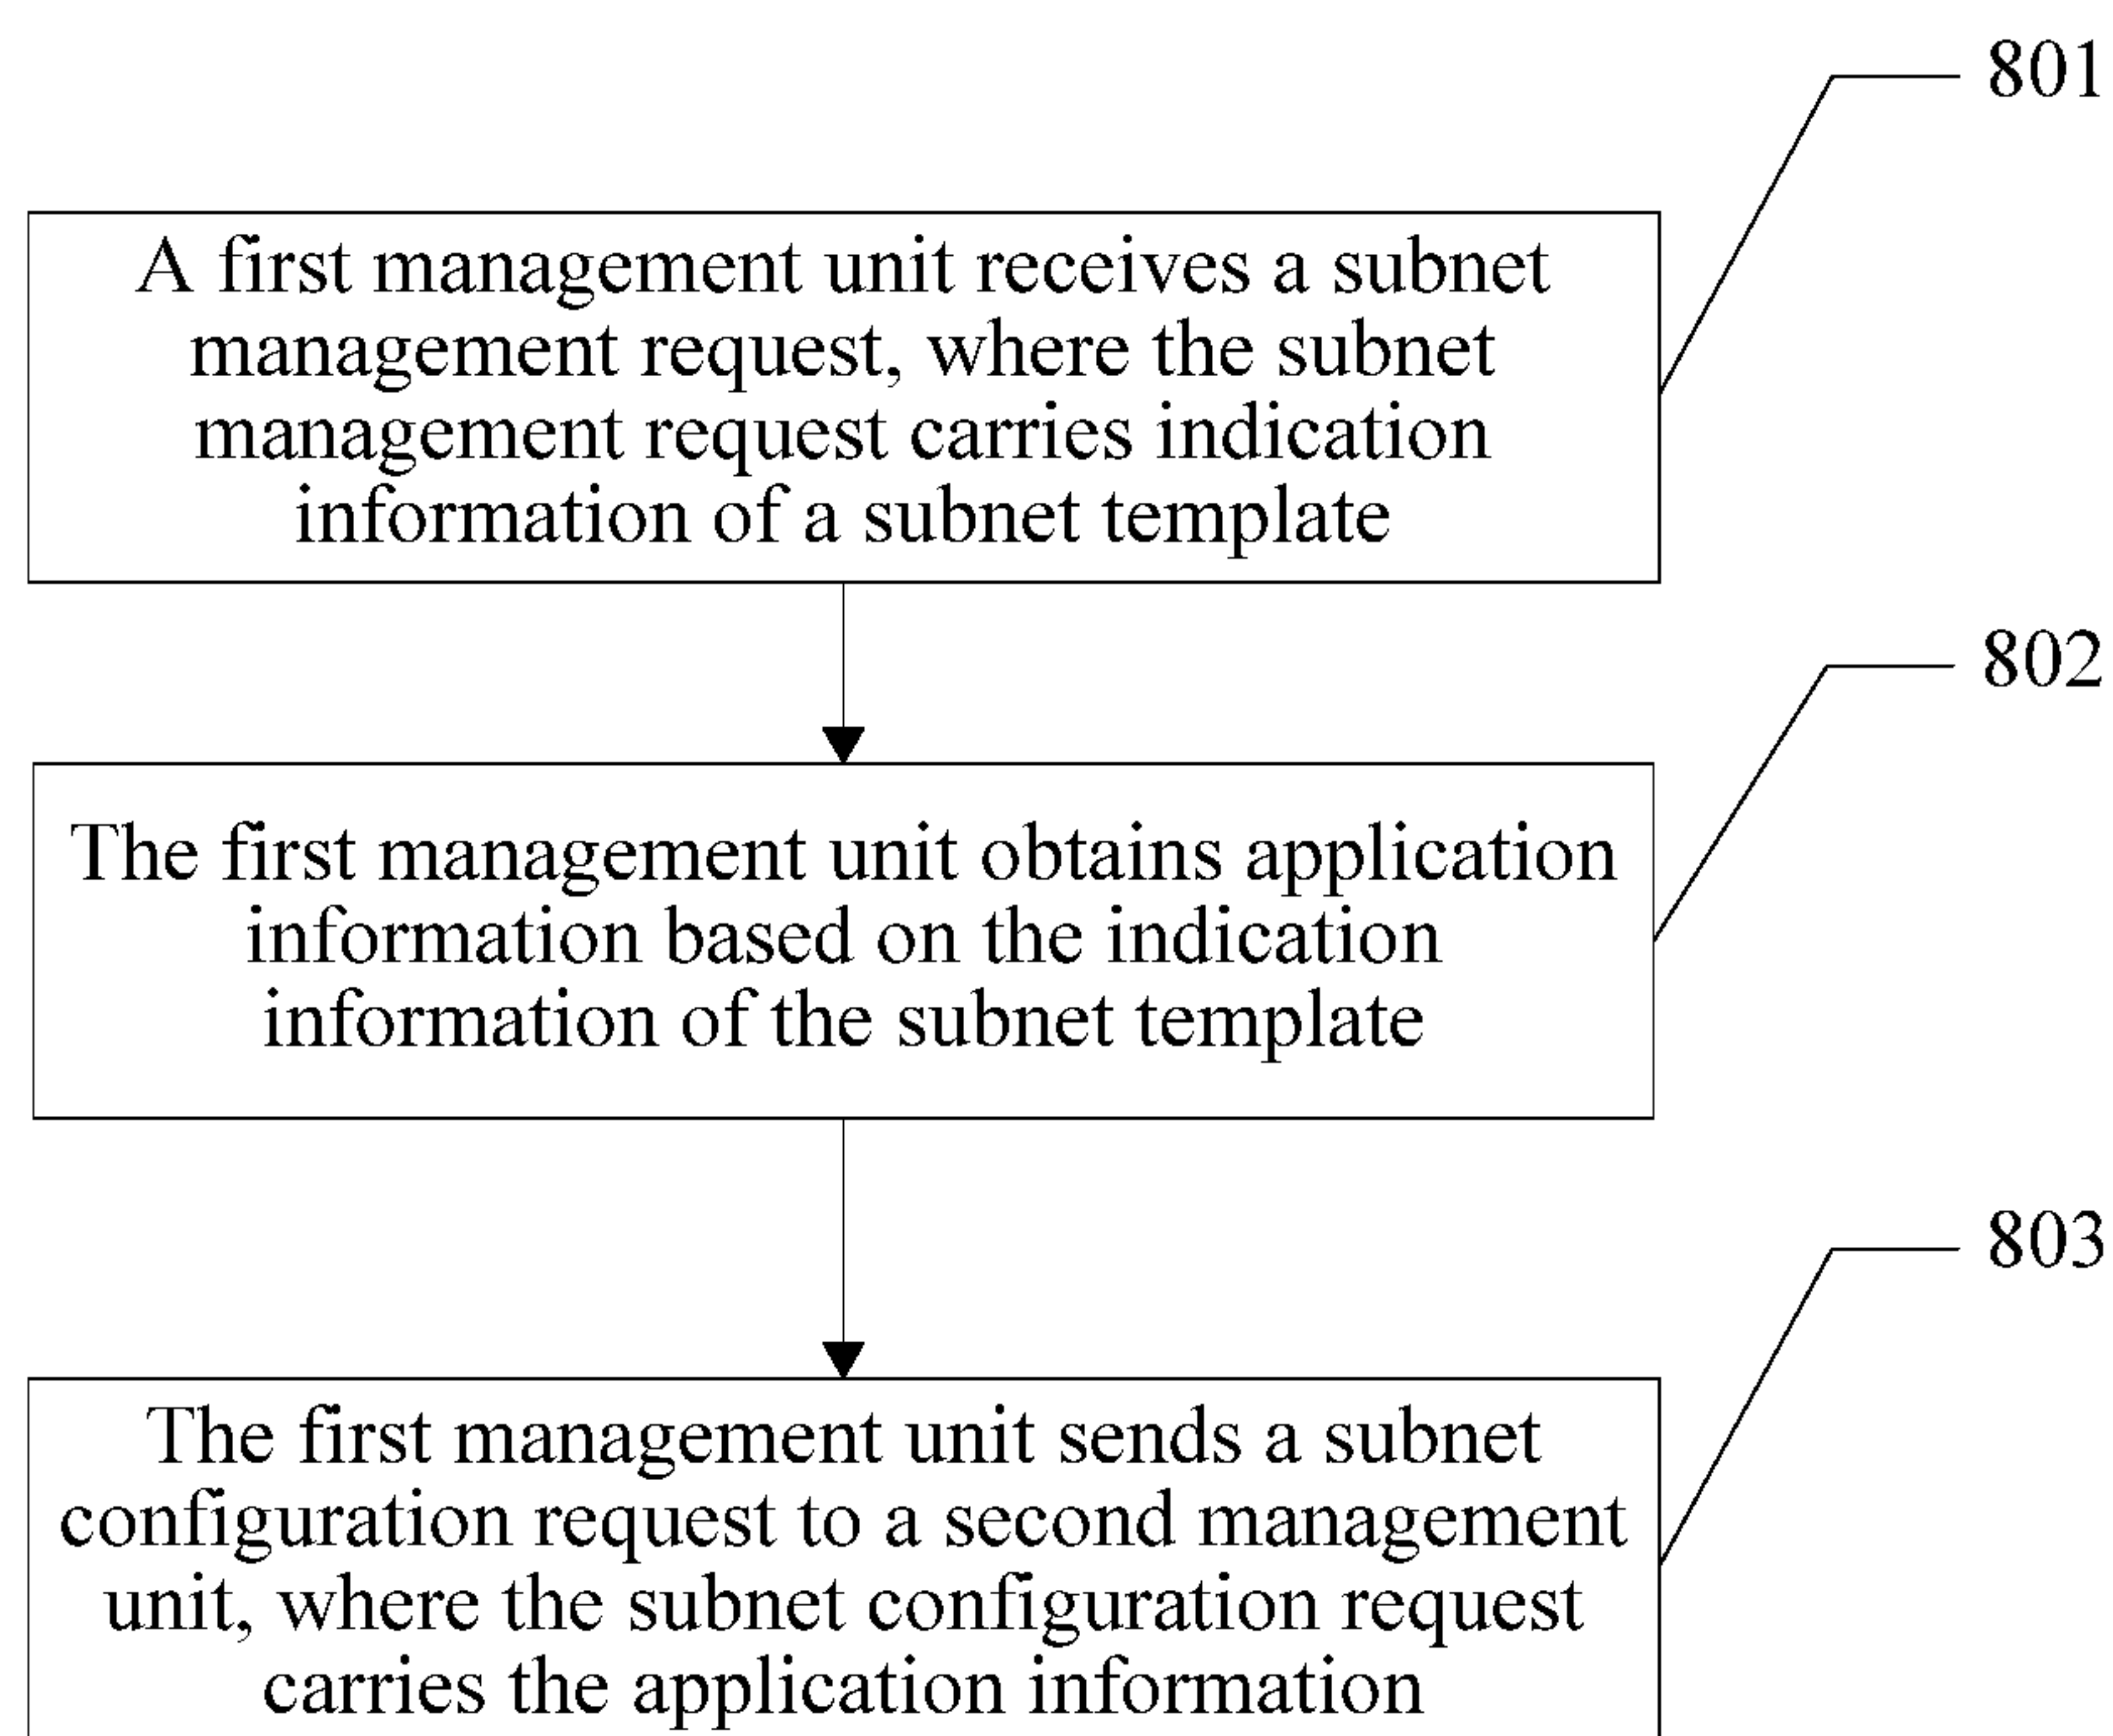 801
A first management unit receives a subnet
management request, where the subnet
management request carries indication
information of a subnet template
802
The first management unit obtains application
information based on the indication
information of the subnet template
803
The first management unit sends a subnet
configuration request to a second management
unit, where the subnet configuration request
carries the application information